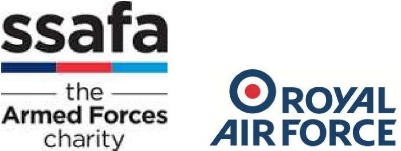 ssafa
the
Armed Forces
charity
ROYAL
AIR FORCE